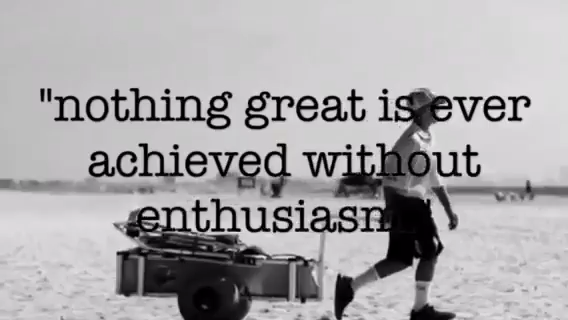 "nothing great is ever
achieved without
enthusiasm."